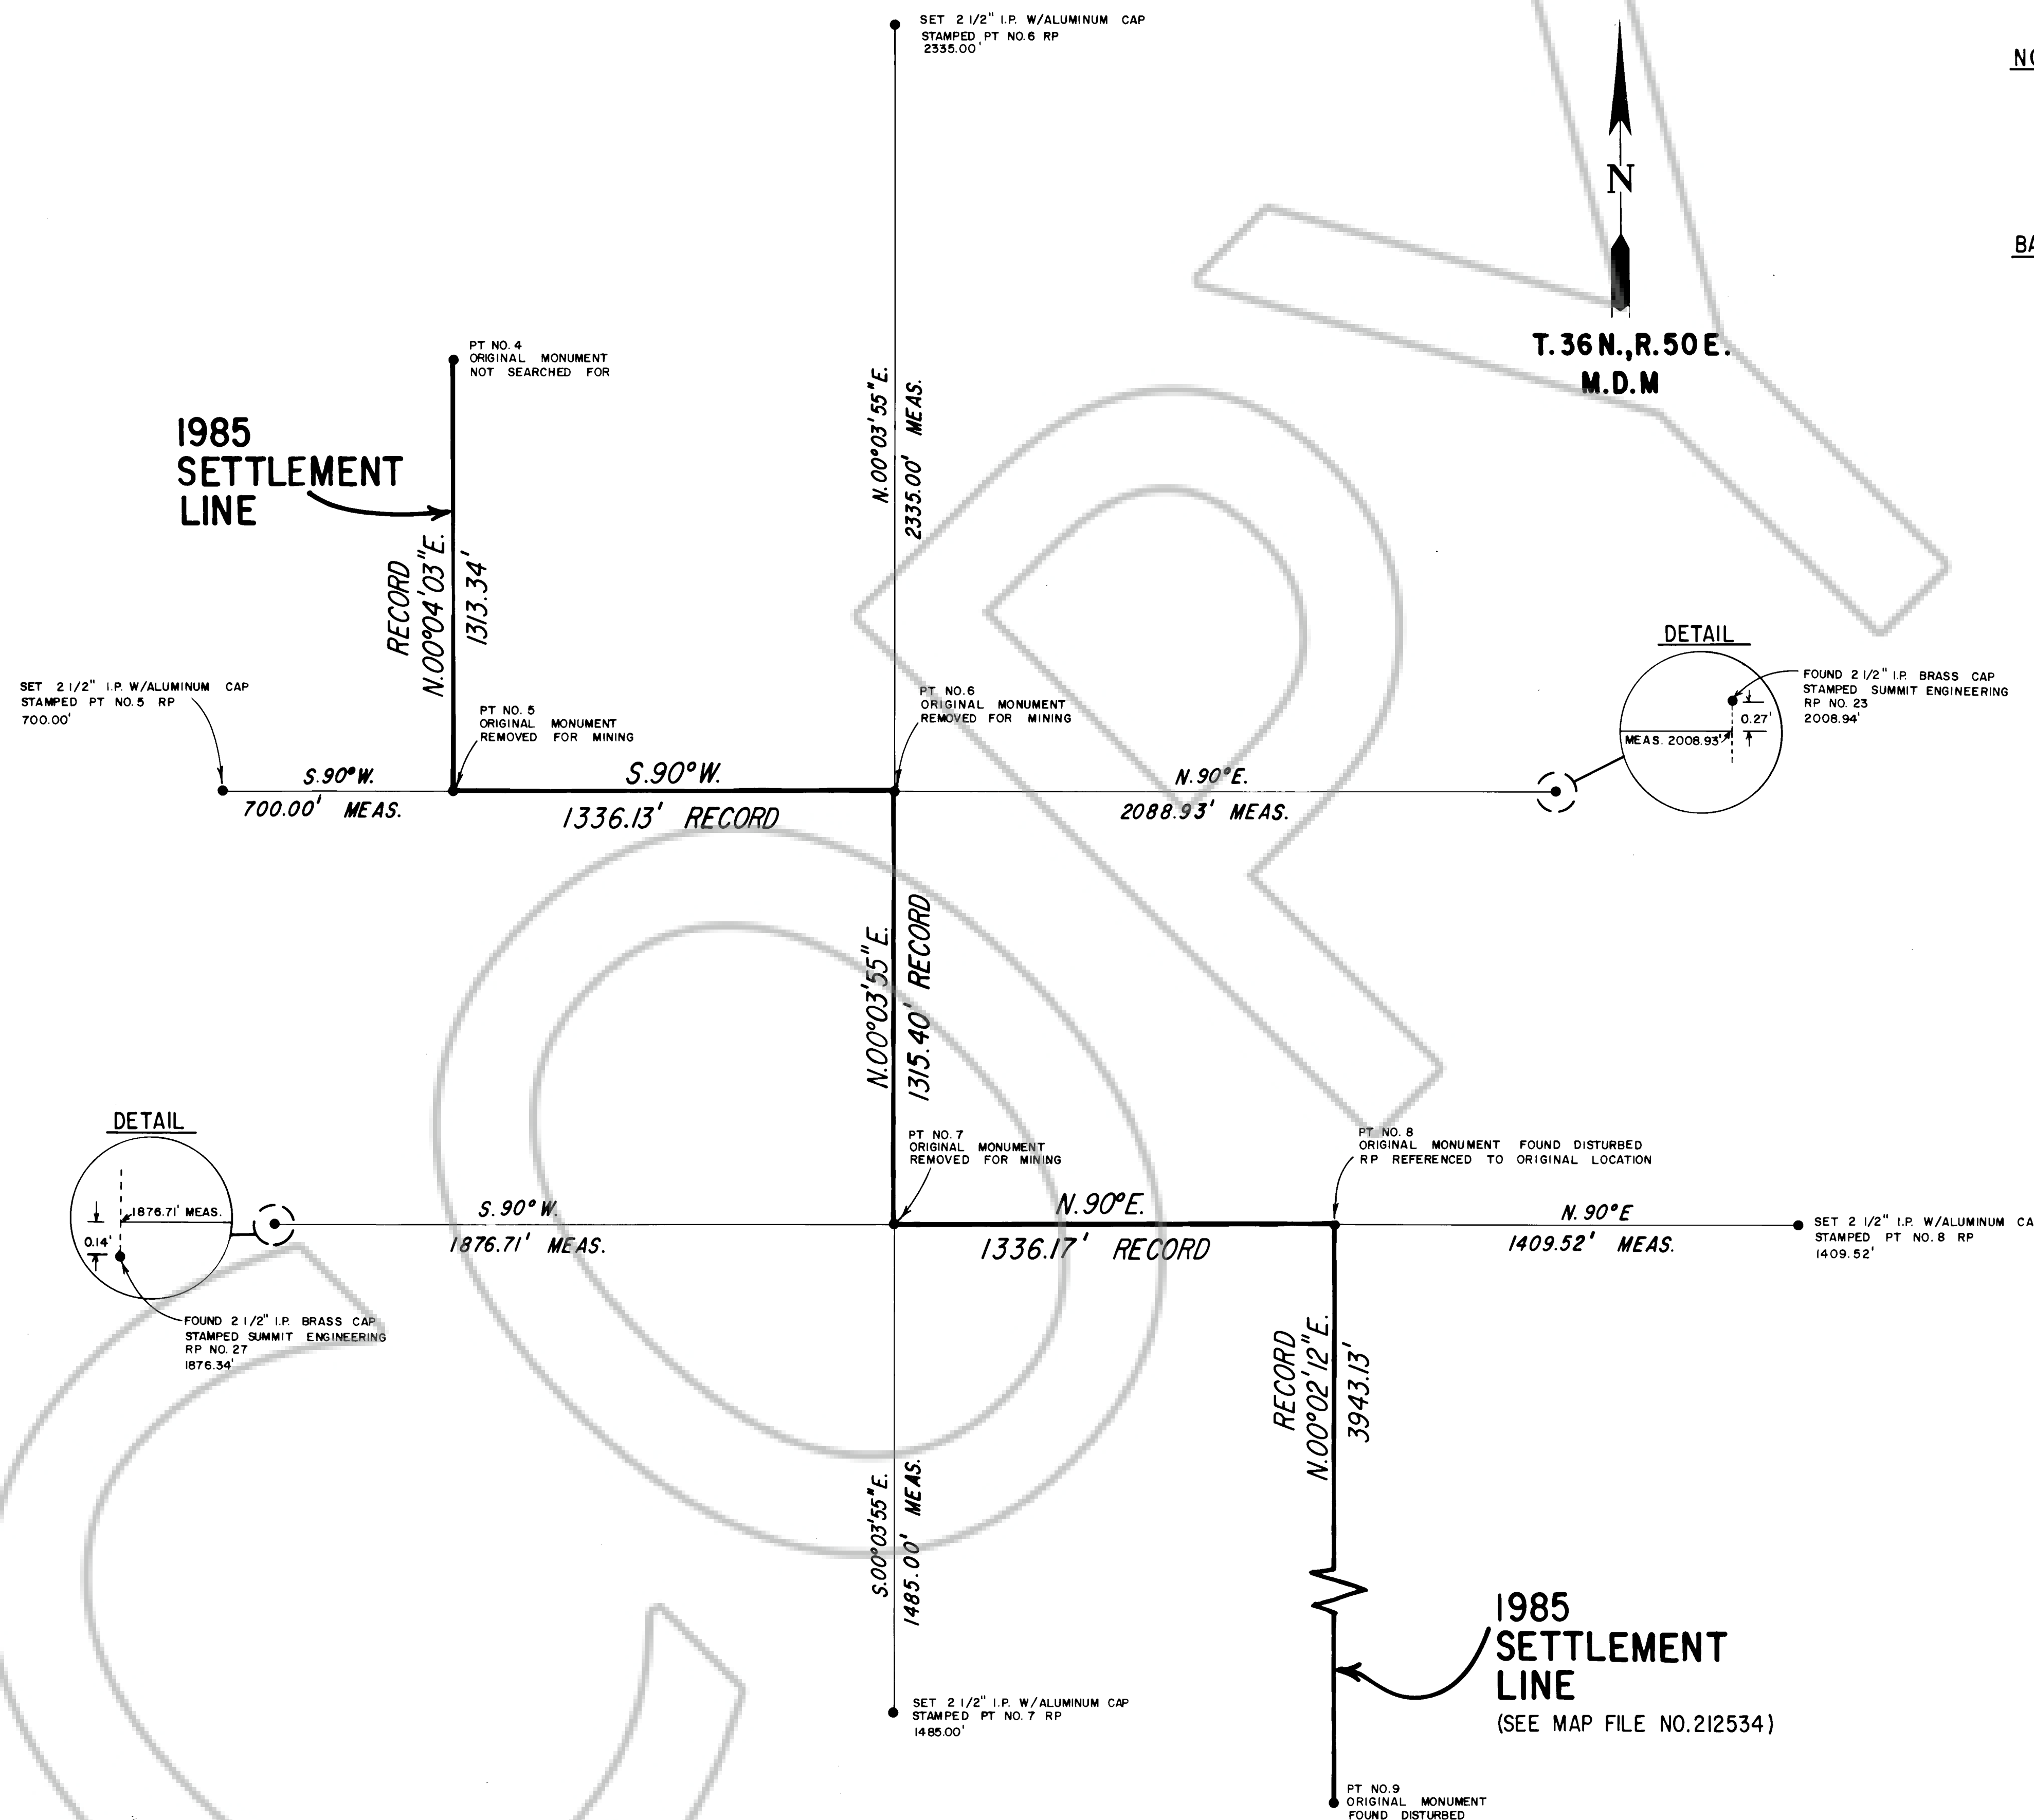 SET 2 1/2" I.P. W/ALUMINUM CAP
STAMPED PT NO.6 RP
2335.00'
NO
BA
N
T.36N.,R.50E.
M.D.M
PT NO.4
ORIGINAL MONUMENT
NOT SEARCHED FOR
1985
SETTLEMENT
LINE
N.00°03'55"E.
2335.00' MEAS.
RECORD
N.00°04'03"E.
1313.34'
SET 2 1/2" I.P. W/ALUMINUM CAP
STAMPED PT NO.5 RP
700.00'
PT NO. 5
ORIGINAL MONUMENT
REMOVED FOR MINING
PT NO.6
ORIGINAL MONUMENT
REMOVED FOR MINING
DETAIL
FOUND 2 1/2" I.P. BRASS CAP
STAMPED SUMMIT ENGINEERING
RP NO. 23
2008.94'
0.27'
MEAS. 2008.93'
S.90°W.
700.00' MEAS.
S.90°W.
1336.13' RECORD
N.90°E.
2088.93' MEAS.
N.00°03'55"E.
1315.40' RECORD
DETAIL
1876.71' MEAS.
0.14'
FOUND 2 1/2" I.P. BRASS CAP
STAMPED SUMMIT ENGINEERING
RP NO. 27
1876.34'
PT NO. 7
ORIGINAL MONUMENT
REMOVED FOR MINING
PT NO. 8
ORIGINAL MONUMENT FOUND DISTURBED
RP REFERENCED TO ORIGINAL LOCATION
S.90°W.
1876.71' MEAS.
N.90°E.
1336.17' RECORD
N.90°E
1409.52' MEAS.
SET 2 1/2" I.P. W/ALUMINUM CA
STAMPED PT NO.8 RP
1409.52'
RECORD
N.00°02'12"E.
3943.13'
S.00°03'55"E.
1485.00' MEAS.
SET 2 1/2" I.P. W/ALUMINUM CAP
STAMPED PT NO.7 RP
1485.00'
1985
SETTLEMENT
LINE
(SEE MAP FILE NO.212534)
PT NO.9
ORIGINAL MONUMENT
FOUND DISTURBED
COPY